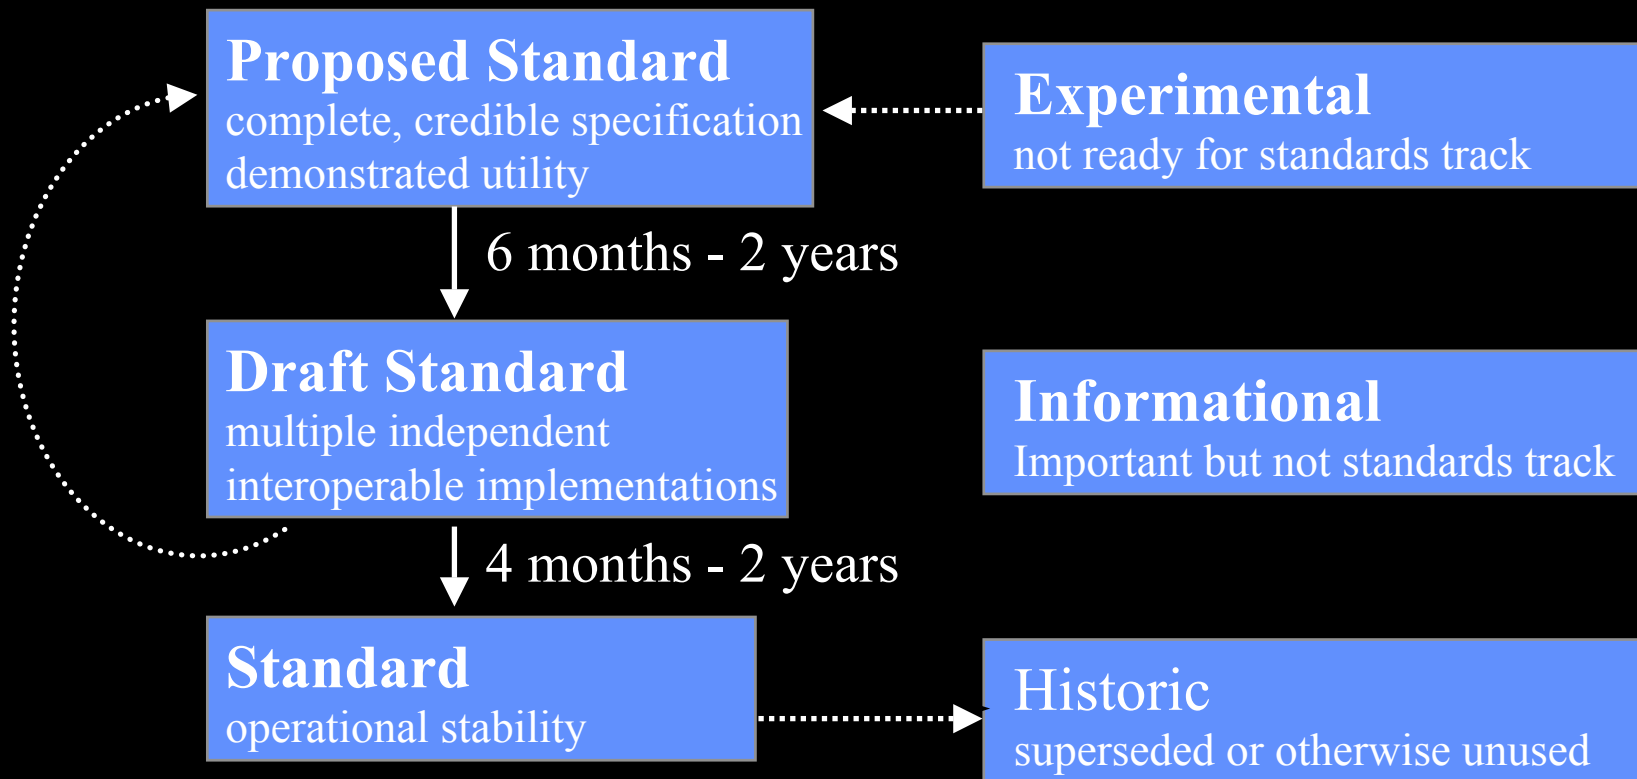 Proposed Standard
complete, credible specification
demonstrated utility
6 months - 2 years
Draft Standard
multiple independent
interoperable implementations
4 months - 2 years
Standard
operational stability
Experimental
not ready for standards track
Informational
Important but not standards track
Historic
superseded or otherwise unused